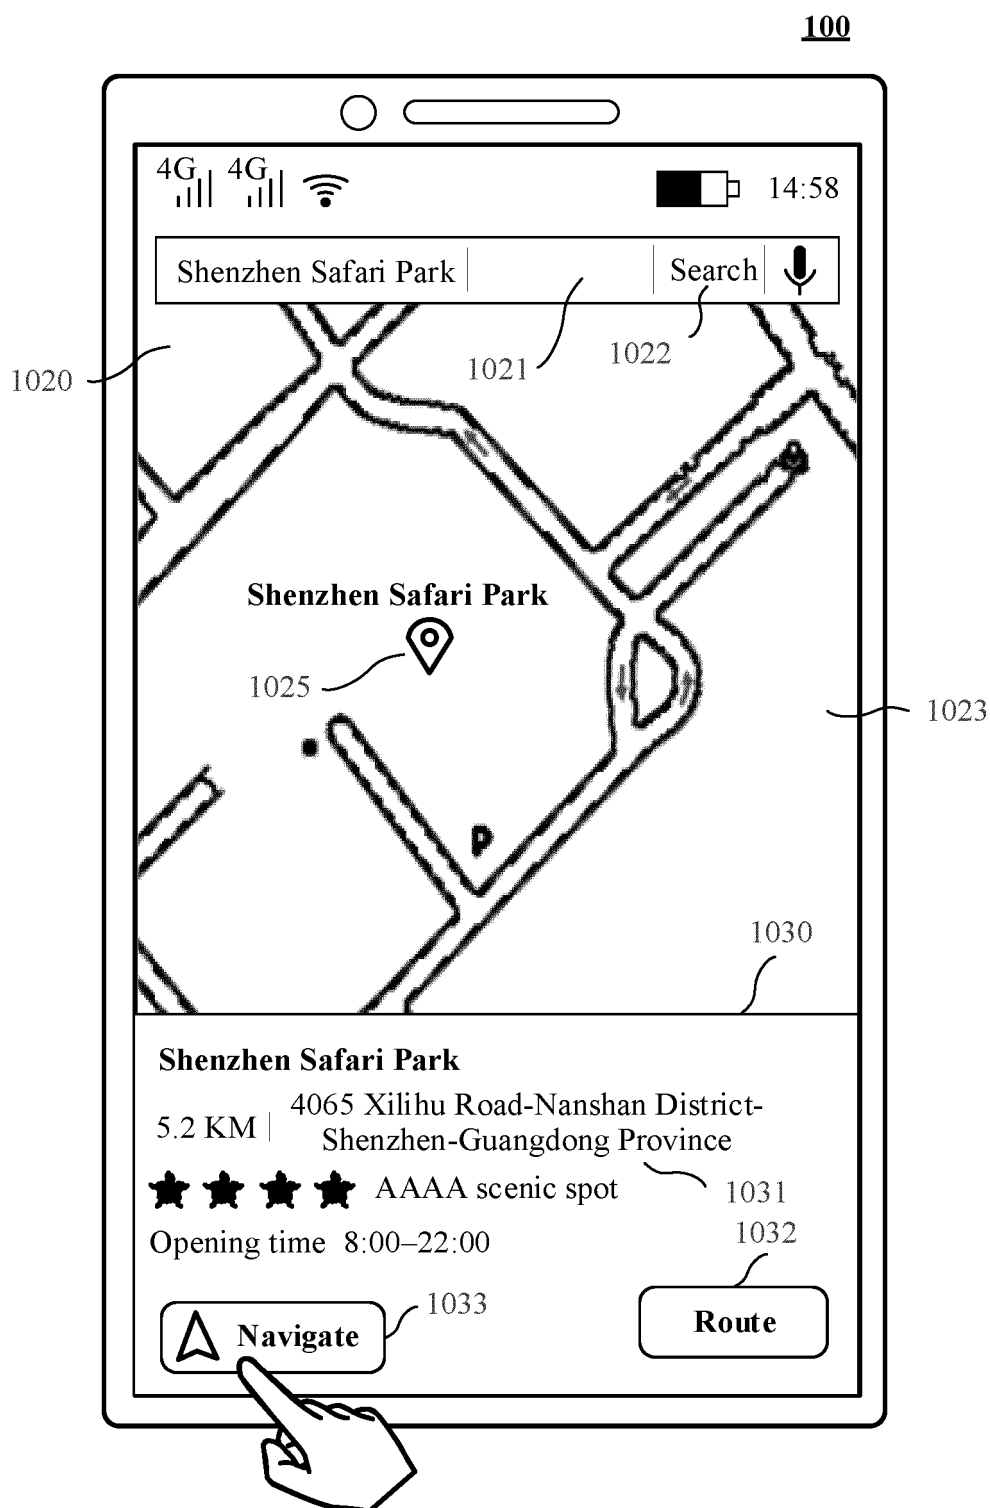 100
4G 4G 14:58
Shenzhen Safari Park Search
1020
1021
1022
Shenzhen Safari Park
1025
1023
P
1030
Shenzhen Safari Park
5.2 KM
4065 Xilihu Road-Nanshan District-
Shenzhen-Guangdong Province
AAAA scenic spot
1031
Opening time 8:00–22:00
1032
1033
Navigate
Route